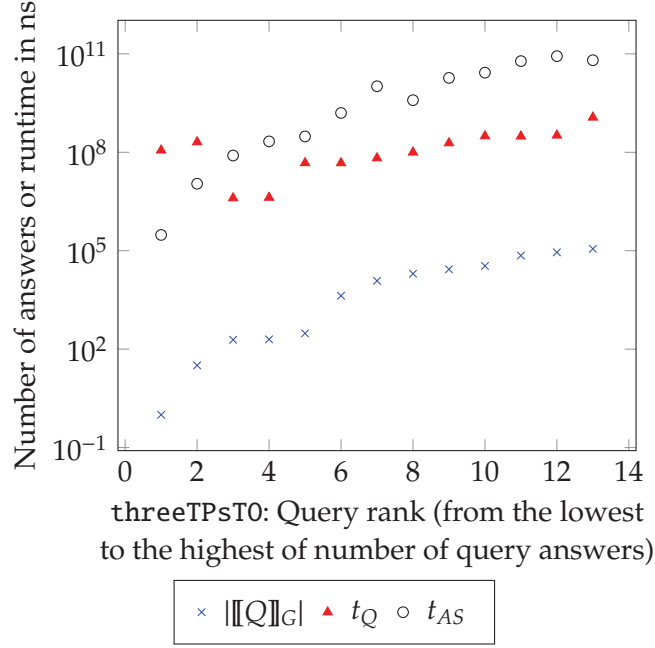 Number of answers or runtime in ns
10^11
10^8
10^5
10^2
10^−1
0 2 4 6 8 10 12 14
threeTPsTO: Query rank (from the lowest
to the highest of number of query answers)
|⟦Q⟧_G| t_Q t_AS